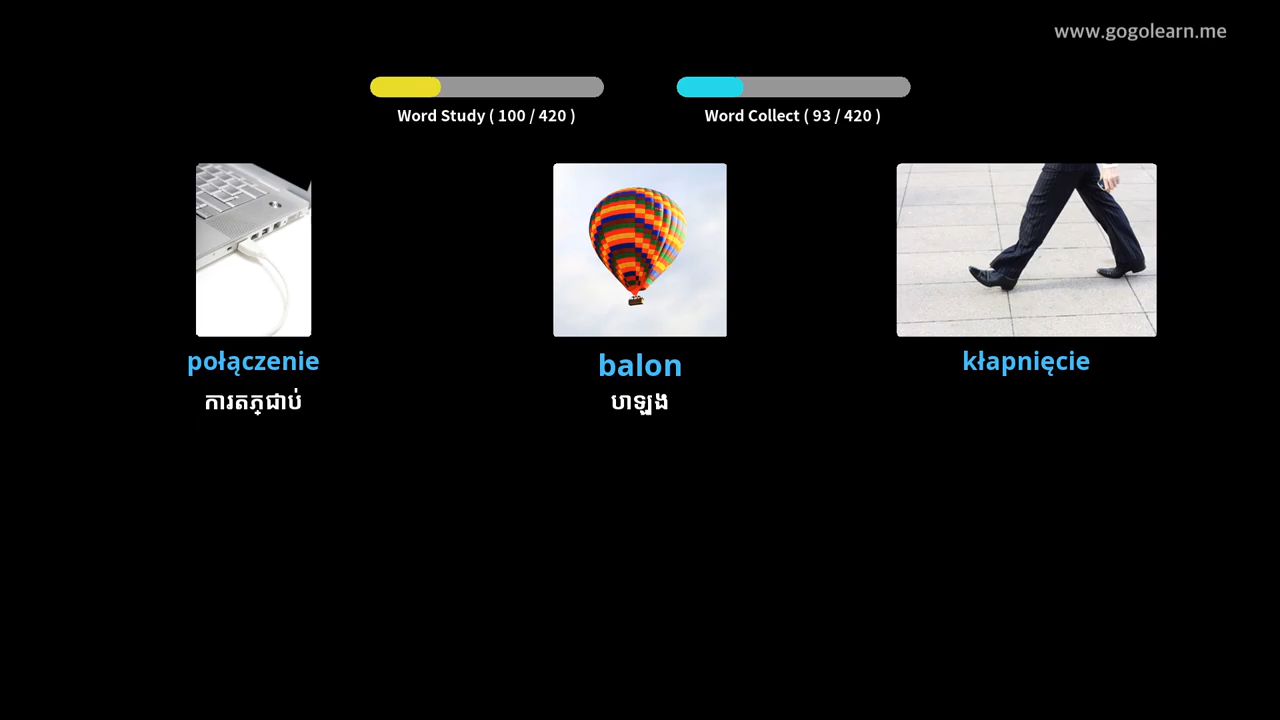 www.gogolearn.me
Word Study ( 100 / 420 )
Word Collect ( 93 / 420 )
połączenie
ការតភ្ជាប់
balon
បាឡុង
kłapnięcie